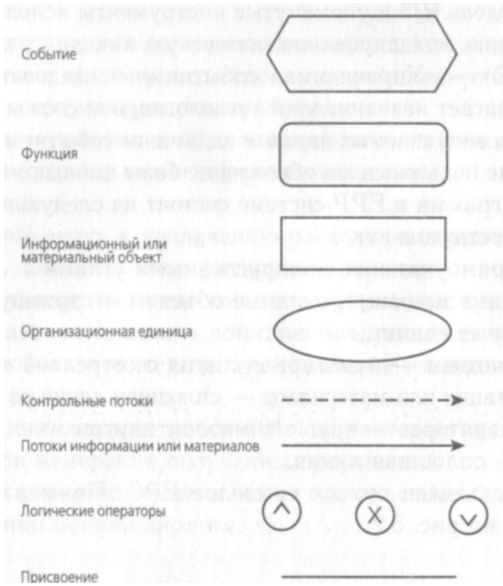 Событие
Функция
Информационный или
материальный объект
Организационная единица
Контрольные потоки
Потоки информации или материалов
Логические операторы
X
Присвоение